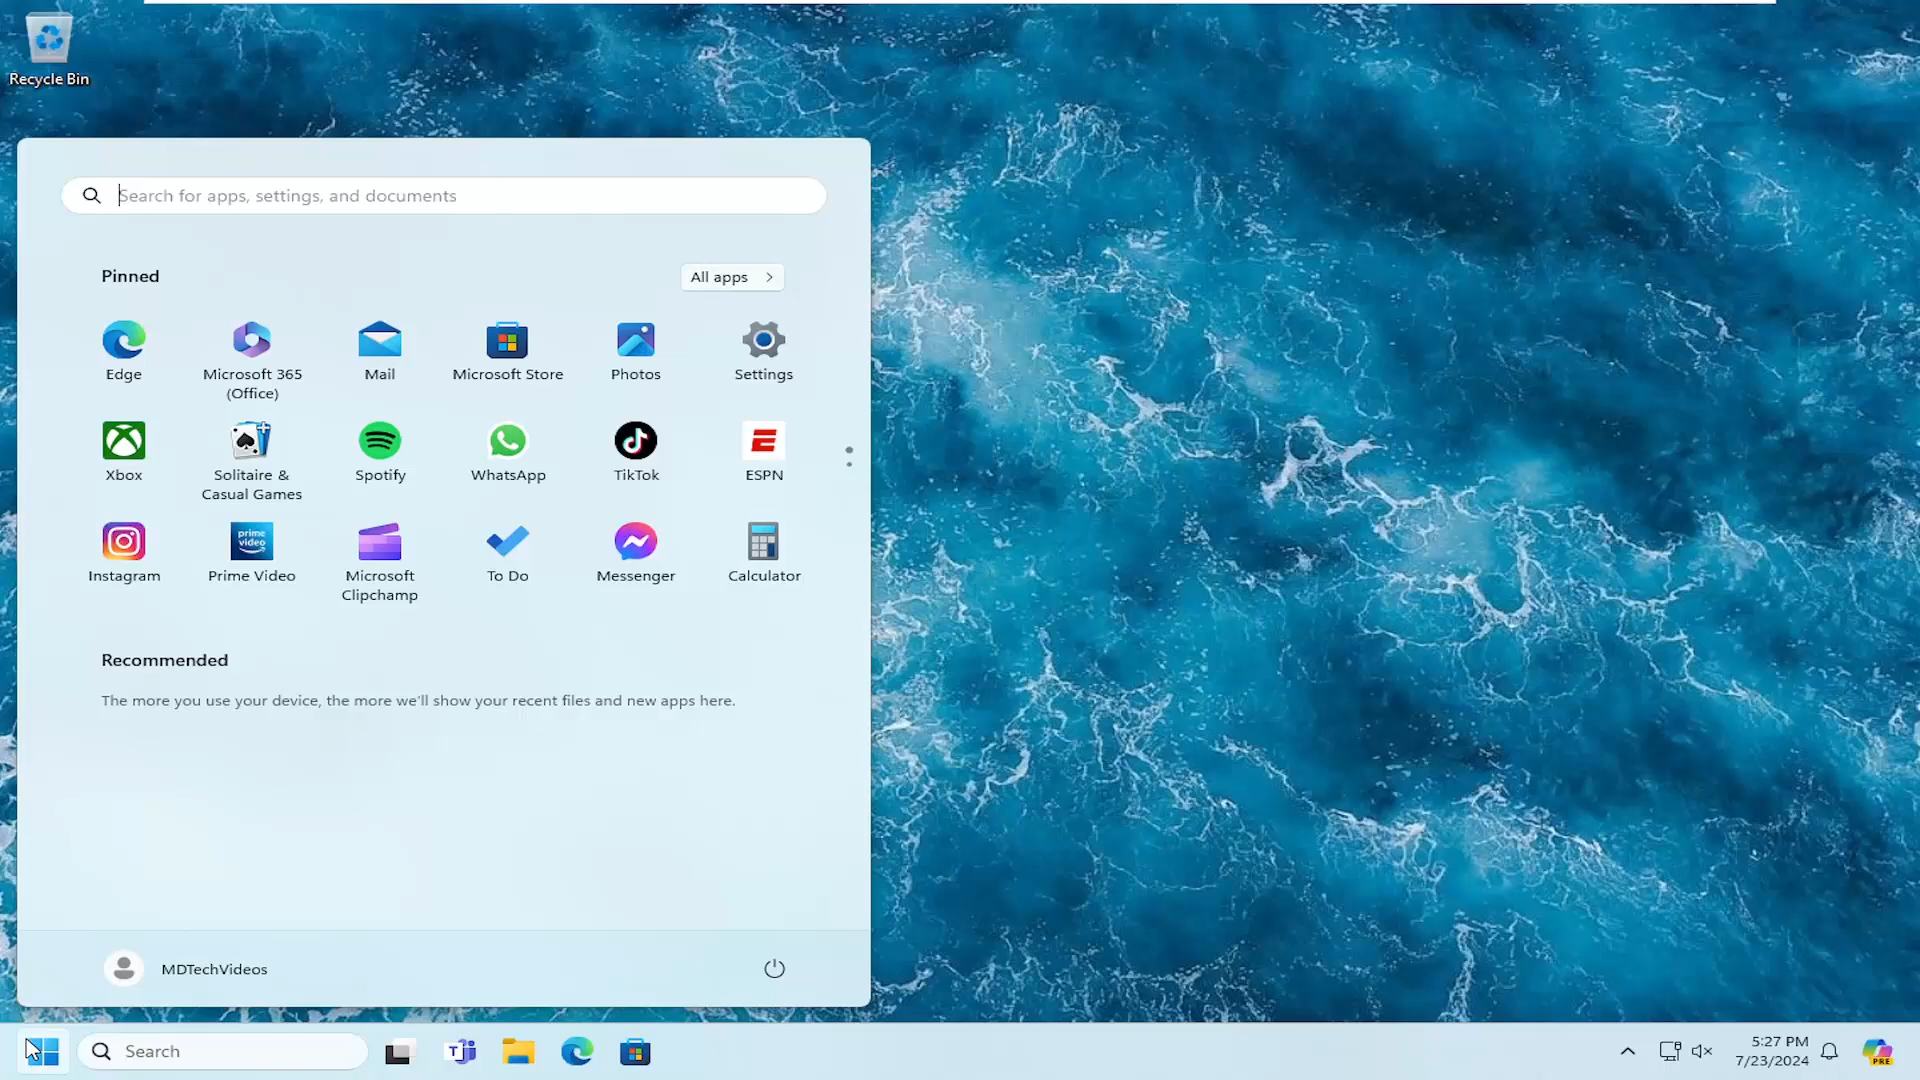 Recycle Bin
Search for apps, settings, and documents
Pinned
All apps
Edge
Microsoft 365
(Office)
Mail
Microsoft Store
Photos
Settings
Xbox
Solitaire &
Casual Games
Spotify
WhatsApp
TikTok
ESPN
prime
video
Instagram
Prime Video
Microsoft
Clipchamp
To Do
Messenger
Calculator
Recommended
The more you use your device, the more we'll show your recent files and new apps here.
MDTechVideos
Search
5:27 PM
7/23/2024
PRE